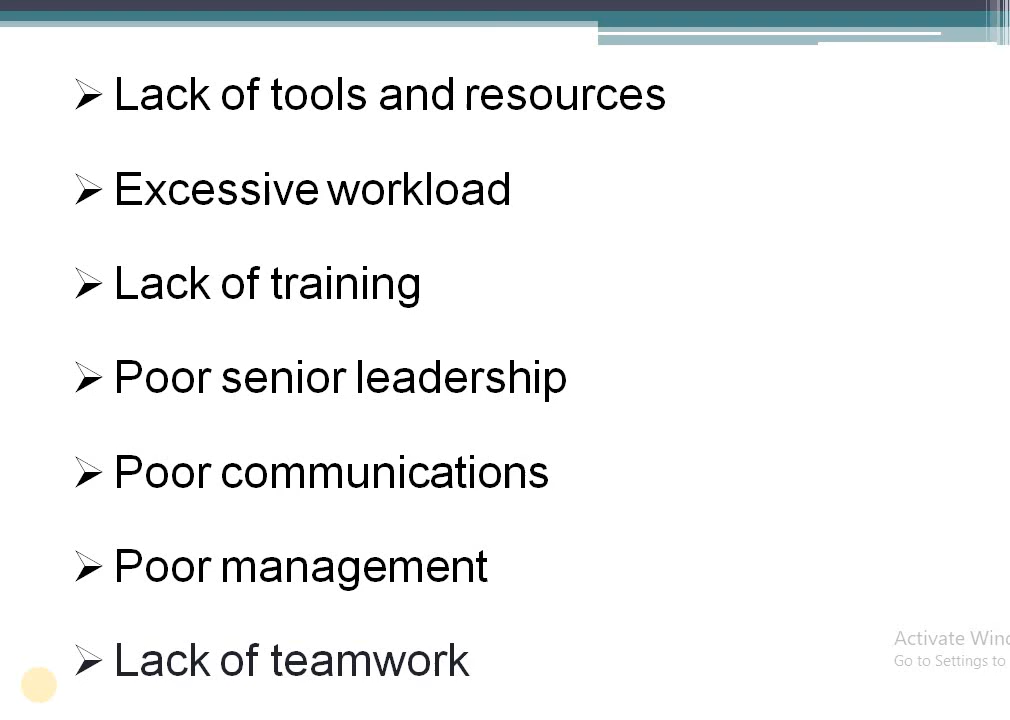 Lack of tools and resources
Excessive workload
Lack of training
Poor senior leadership
Poor communications
Poor management
Lack of teamwork
Activate Win
Go to Settings to